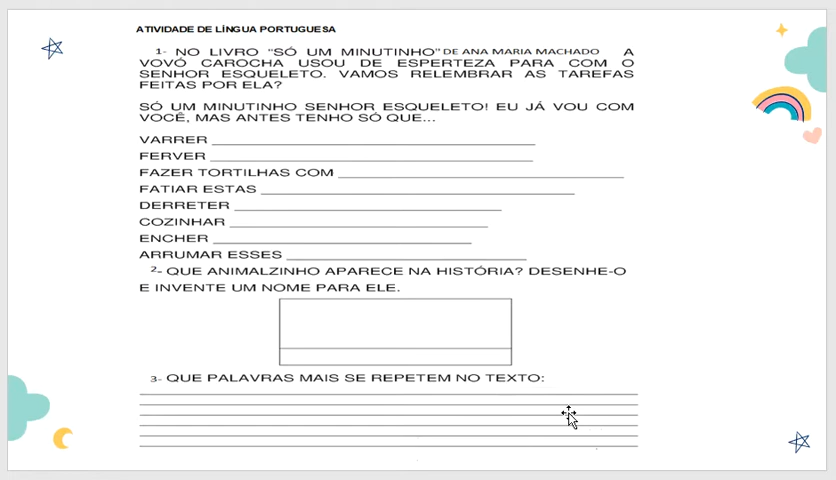 ATIVIDADE DE LÍNGUA PORTUGUESA
1- NO LIVRO "SÓ UM MINUTINHO" DE ANA MARIA MACHADO A
VOVÓ CAROCHA USOU DE ESPERTEZA PARA COM O
SENHOR ESQUELETO. VAMOS RELEMBRAR AS TAREFAS
FEITAS POR ELA?
SÓ UM MINUTINHO SENHOR ESQUELETO! EU JÁ VOU COM
VOCÊ, MAS ANTES TENHO SÓ QUE...
VARRER
FERVER
FAZER TORTILHAS COM
FATIAR ESTAS
DERRETER
COZINHAR
ENCHER
ARRUMAR ESSES
2- QUE ANIMALZINHO APARECE NA HISTÓRIA? DESENHE-O
E INVENTE UM NOME PARA ELE.
3- QUE PALAVRAS MAIS SE REPETEM NO TEXTO: